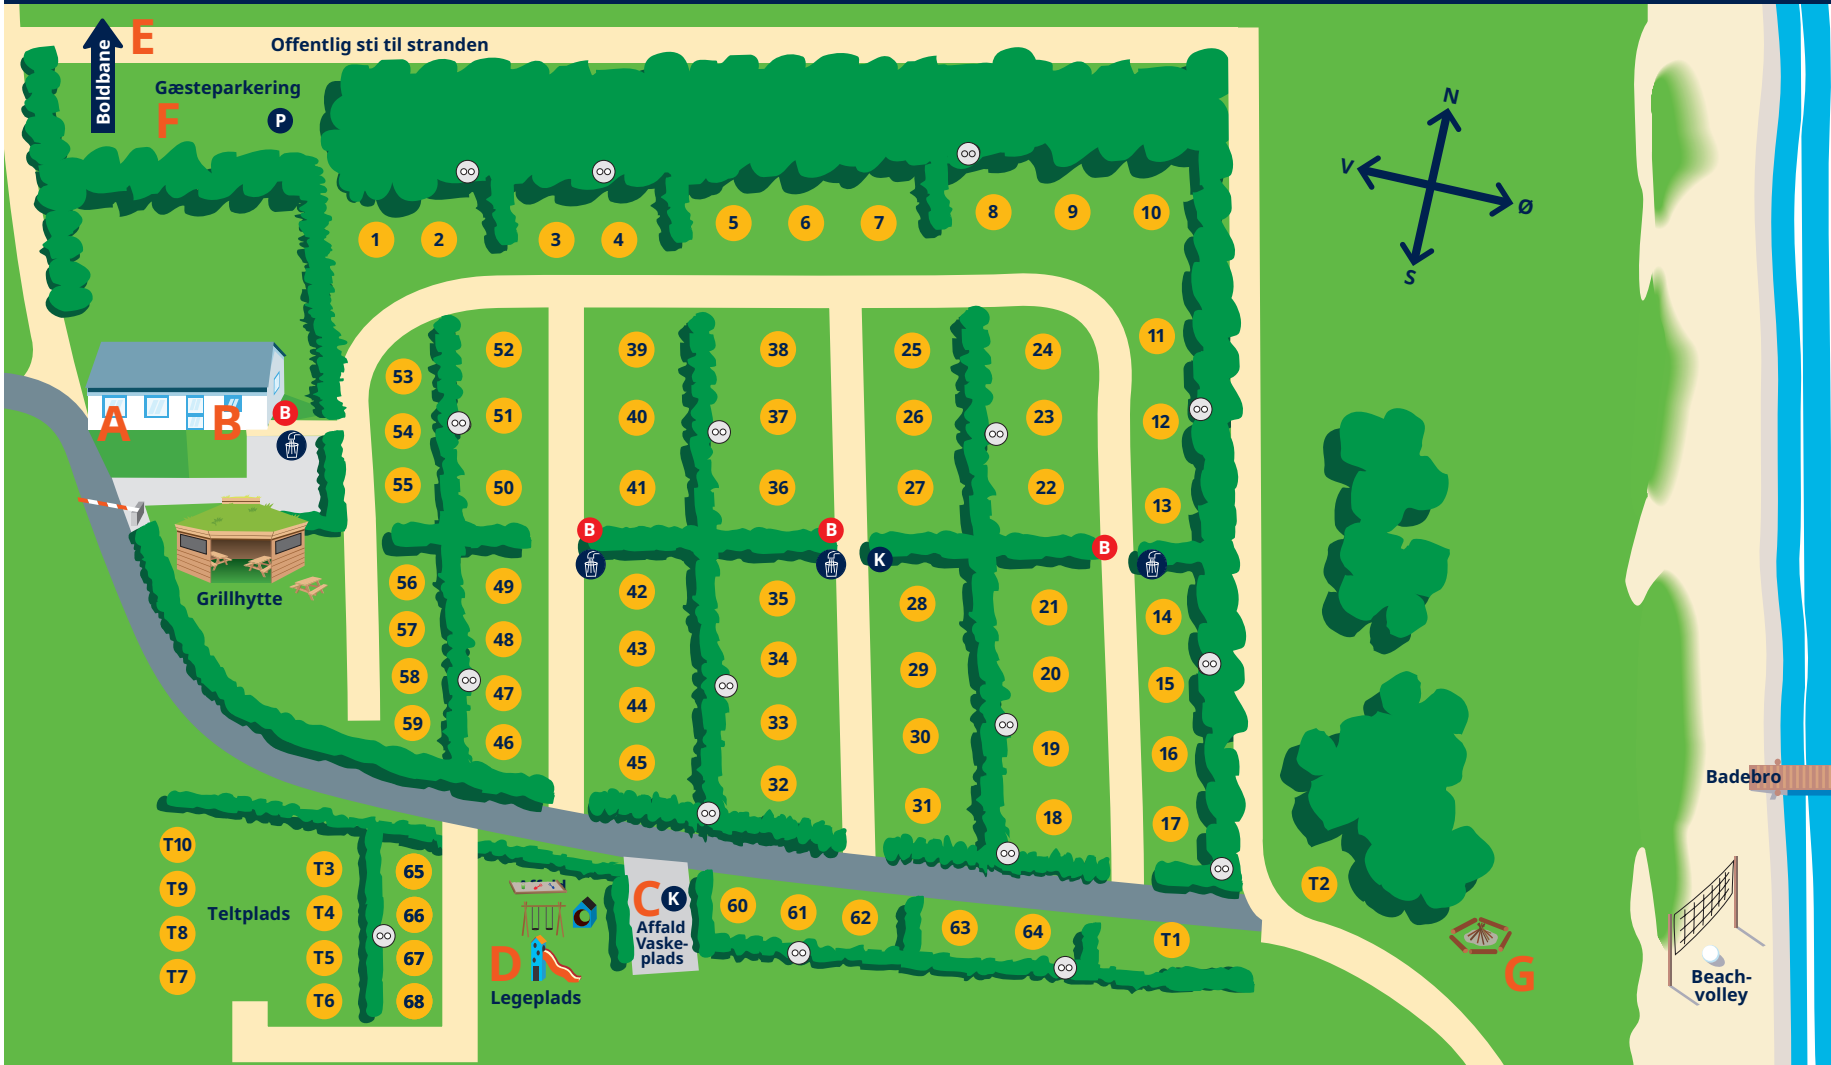 E
Offentlig sti til stranden
Boldbane
Gæsteparkering
F
P
N
V
Ø
S
1 2 3 4 5 6 7 8 9 10
11
52 39 38 25 24
53
51 40 37 26 23 12
54
A B B
55 50 41 36 27 22 13
B B B
K
Grillhytte
56 49 42 35 28 21 14
57 48 43 34 29 20 15
58 47 44 33 30 19 16
59 46 45 32 31 18 17
Badebro
T10 T3 65
T9 T4 66
Teltplads
T8 T5 67
T7 T6 68
C K
Affald
Vaske-
plads
60 61 62 63 64 T1
T2
D
Legeplads
G
Beach-
volley